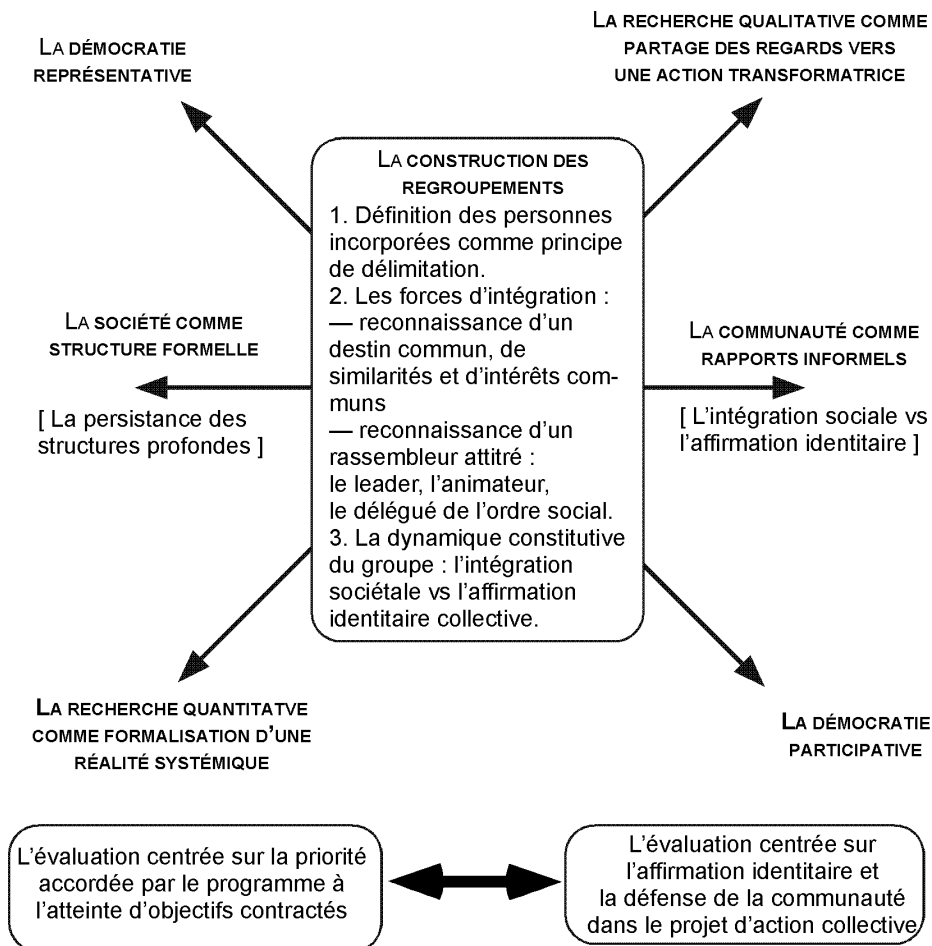 LA DÉMOCRATIE
REPRÉSENTATIVE
LA RECHERCHE QUALITATIVE COMME
PARTAGE DES REGARDS VERS
UNE ACTION TRANSFORMATRICE
LA CONSTRUCTION DES
REGROUPEMENTS
1. Définition des personnes
incorporées comme principe
de délimitation.
2. Les forces d’intégration :
— reconnaissance d’un
destin commun, de
similarités et d’intérêts com-
muns
— reconnaissance d’un
rassembleur attitré :
le leader, l’animateur,
le délégué de l’ordre social.
3. La dynamique constitutive
du groupe : l’intégration
sociétale vs l’affirmation
identitaire collective.
LA SOCIÉTÉ COMME
STRUCTURE FORMELLE
[ La persistance des
structures profondes ]
LA COMMUNAUTÉ COMME
RAPPORTS INFORMELS
[ L’intégration sociale vs
l’affirmation identitaire ]
LA RECHERCHE QUANTITATVE
COMME FORMALISATION D’UNE
RÉALITÉ SYSTÉMIQUE
LA DÉMOCRATIE
PARTICIPATIVE
L’évaluation centrée sur la priorité
accordée par le programme à
l’atteinte d’objectifs contractés
L’évaluation centrée sur
l’affirmation identitaire et
la défense de la communauté
dans le projet d’action collective